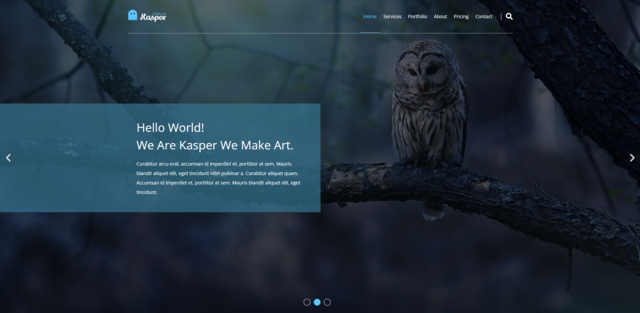 Kasper
Home Services Portfolio About Pricing Contact
Hello World!
We Are Kasper We Make Art.
Curabitur arcu erat, accumsan id imperdiet et, porttitor at sem. Mauris
blandit aliquet elit, eget tincidunt nibh pulvinar a. Curabitur aliquet quam,
Accumsan id imperdiet et, porttitor at sem. Mauris blandit aliquet elit, eget
tincidunt.